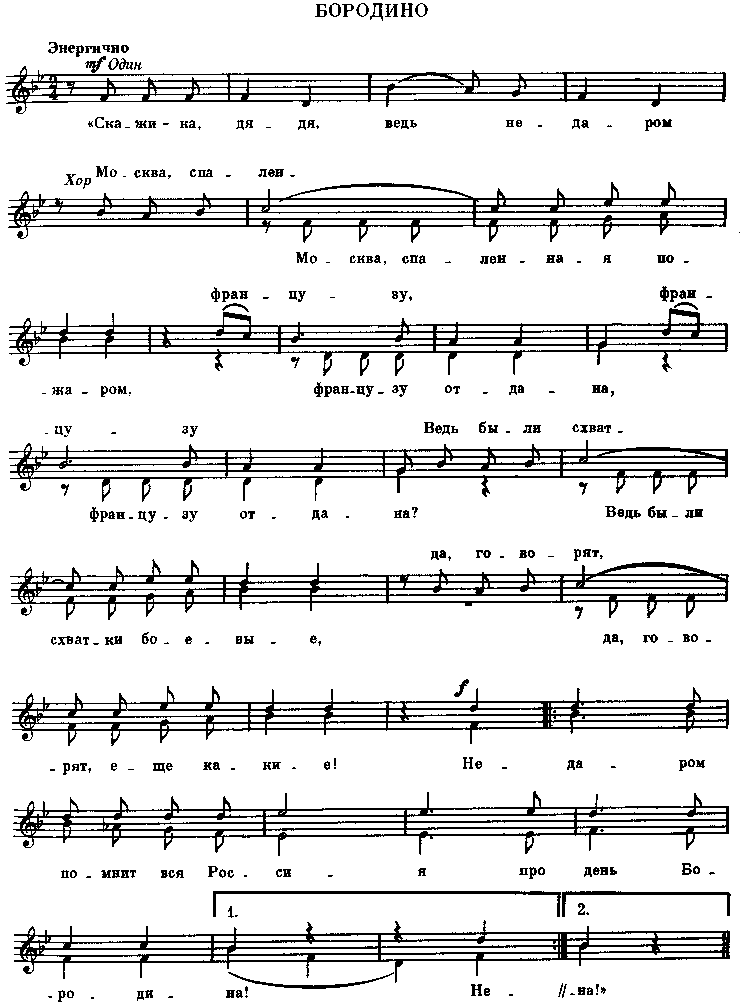 БОРОДИНО
Энергично
mf Один
2/4
«Ска-жи-ка, дя-дя, ведь не-да-ром
Хор Мо-сква, спа-лен-
Мо-сква, спа-лен-на-я по-
фран-цу-зу, фран-
-жа-ром, фран-цу-зу от-да-на,
-цу-зу Ведь бы-ли схват-
фран-цу-зу от-да-на? Ведь бы-ли
да, го-во-рят,
схват-ки бо-е-вы-е, да, го-во-
f
-рят, е-ще ка-ки-е! Не-да-ром
по-мнит вся Рос-си-я про день Бо-
1. 2.
-ро-ди-на! Не- // -на!»